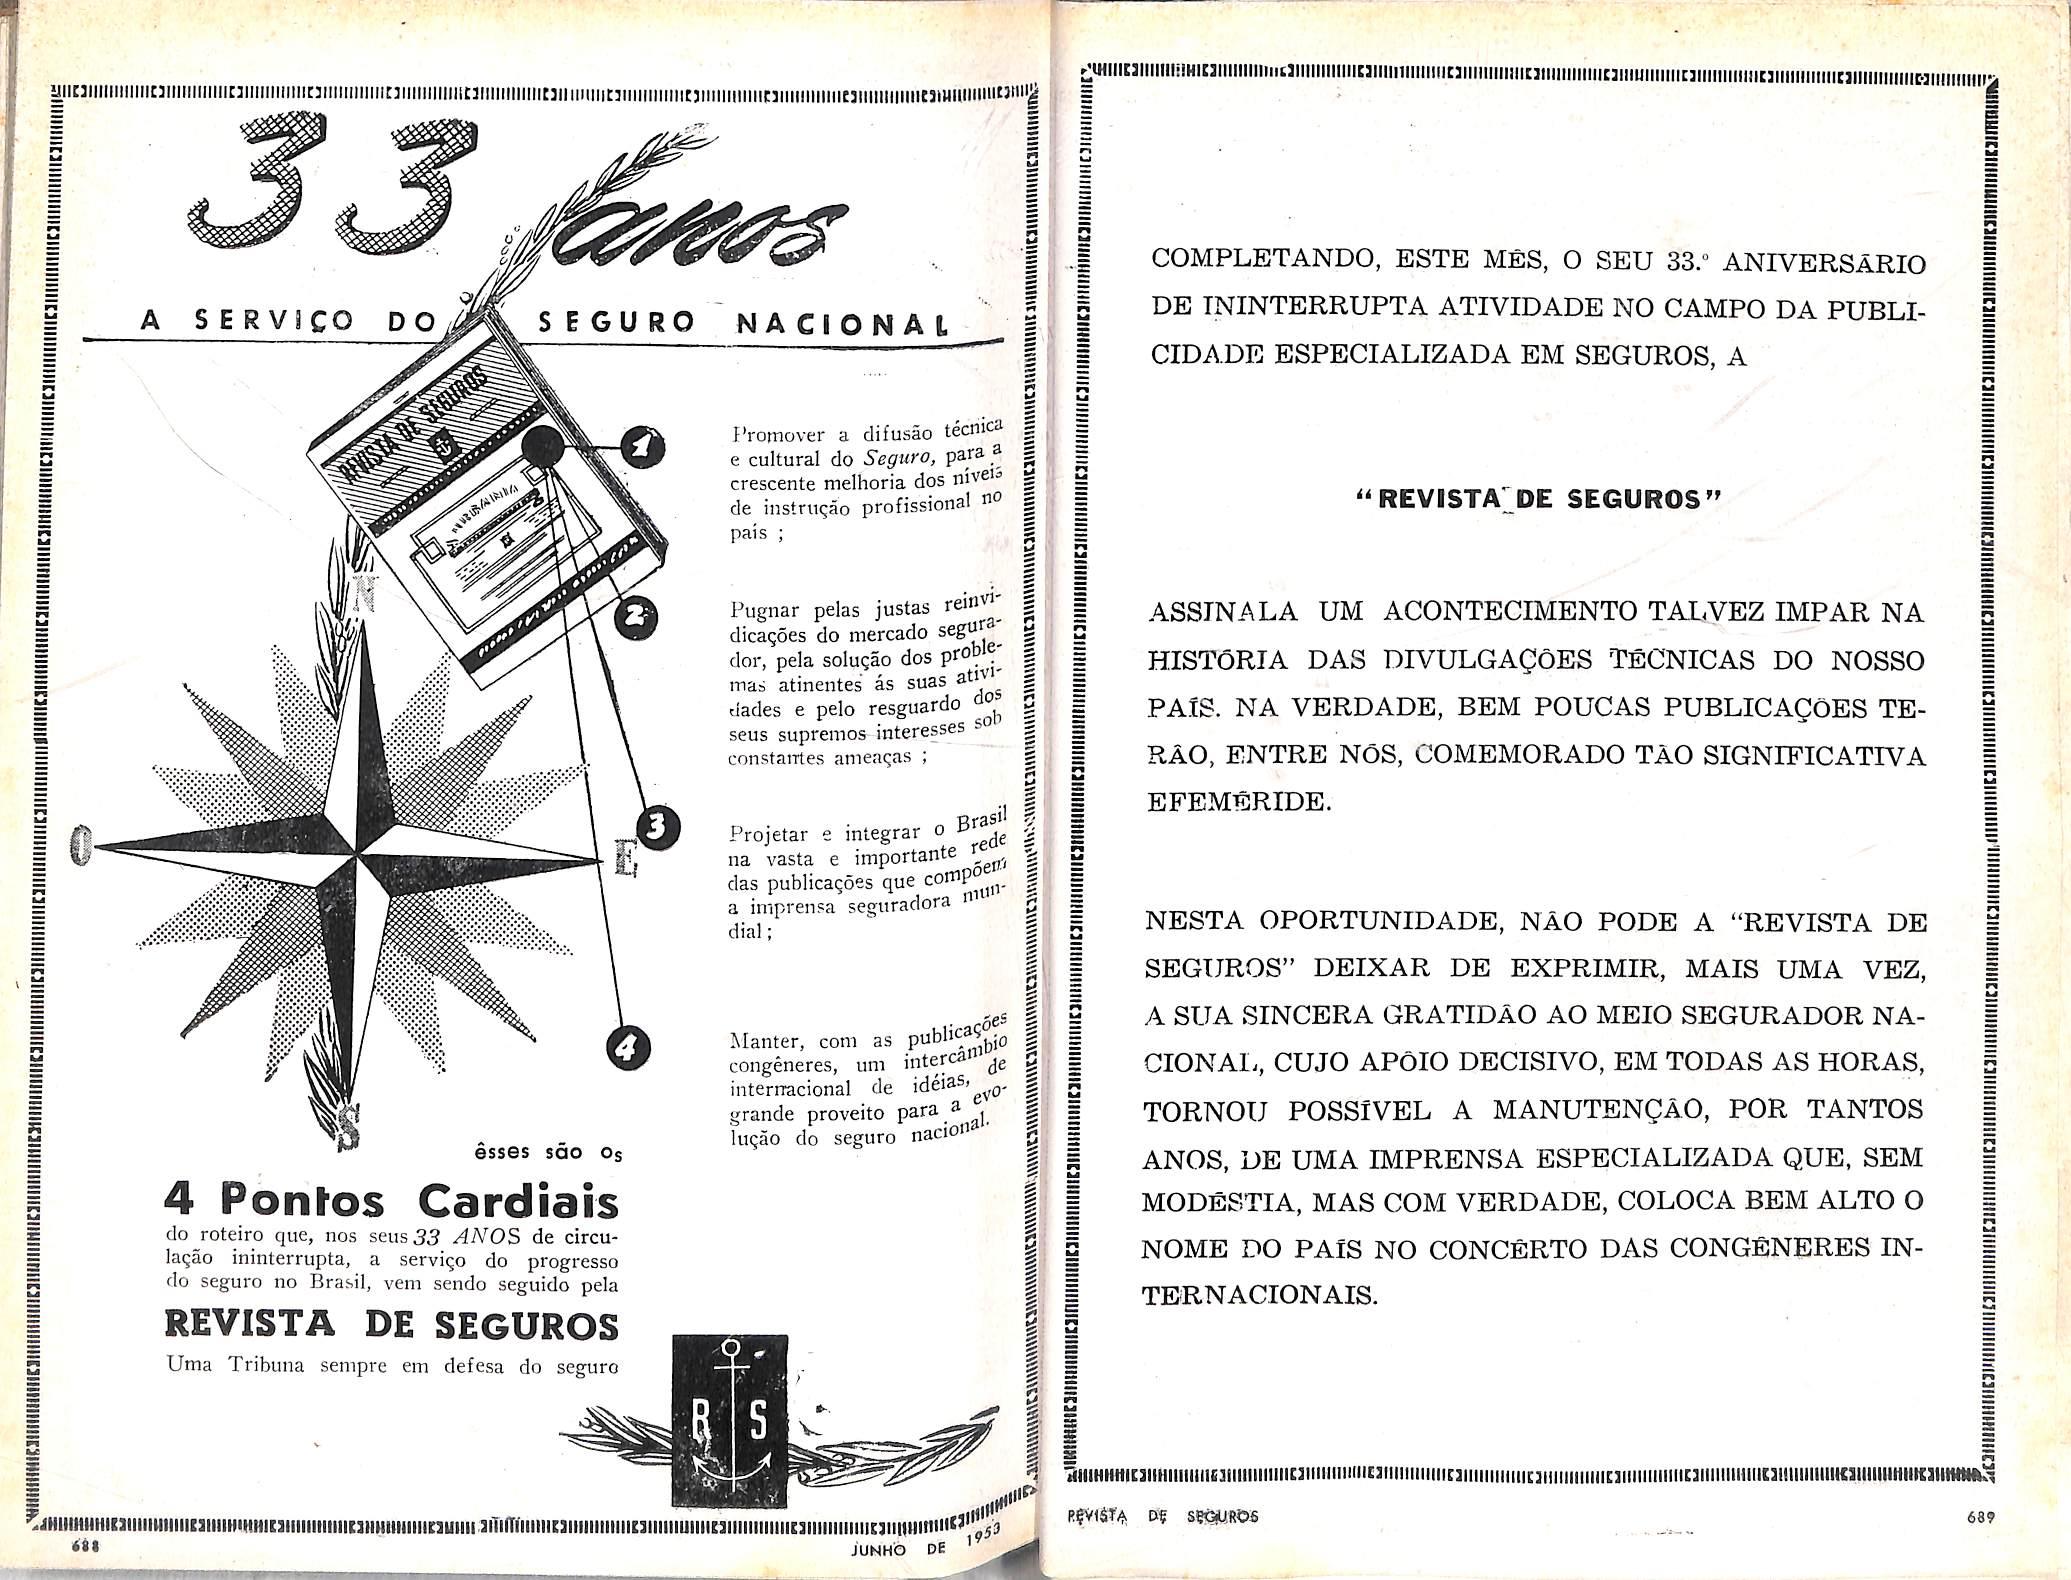 33 anos
A SERVIÇO DO SEGURO NACIONAL
REVISTA DE SEGUROS
1
Promover a difusão técnica
e cultural do Seguro, para a
crescente melhoria dos níveis
de instrução profissional no
país ;
2
Pugnar pelas justas reinvi-
dicações do mercado segura-
dor, pela solução dos proble-
mas atinentes ás suas ativi-
dades e pelo resguardo dos
seus supremos interesses sob
constantes ameaças ;
3
Projetar e integrar o Brasil
na vasta e importante rede
das publicações que compõem
a imprensa seguradora mun-
dial ;
4
Manter, com as publicações
congêneres, um intercâmbio
internacional de idéias, de
grande proveito para a evo-
lução do seguro nacional.
N
O
E
S
êsses são os
4 Pontos Cardiais
do roteiro que, nos seus 33 ANOS de circu-
lação ininterrupta, a serviço do progresso
do seguro no Brasil, vem sendo seguido pela
REVISTA DE SEGUROS
Uma Tribuna sempre em defesa do seguro
R S
688
JUNHO DE 1953
COMPLETANDO, ESTE MÊS, O SEU 33.º ANIVERSÁRIO
DE ININTERRUPTA ATIVIDADE NO CAMPO DA PUBLI-
CIDADE ESPECIALIZADA EM SEGUROS, A
“REVISTA DE SEGUROS”
ASSINALA UM ACONTECIMENTO TALVEZ IMPAR NA
HISTÓRIA DAS DIVULGAÇÕES TÉCNICAS DO NOSSO
PAÍS. NA VERDADE, BEM POUCAS PUBLICAÇÕES TE-
RÃO, ENTRE NÓS, COMEMORADO TÃO SIGNIFICATIVA
EFEMÉRIDE.
NESTA OPORTUNIDADE, NÃO PODE A “REVISTA DE
SEGUROS” DEIXAR DE EXPRIMIR, MAIS UMA VEZ,
A SUA SINCERA GRATIDÃO AO MEIO SEGURADOR NA-
CIONAL, CUJO APÔIO DECISIVO, EM TODAS AS HORAS,
TORNOU POSSÍVEL A MANUTENÇÃO, POR TANTOS
ANOS, DE UMA IMPRENSA ESPECIALIZADA QUE, SEM
MODÉSTIA, MAS COM VERDADE, COLOCA BEM ALTO O
NOME DO PAÍS NO CONCÊRTO DAS CONGÊNERES IN-
TERNACIONAIS.
REVISTA DE SEGUROS
689